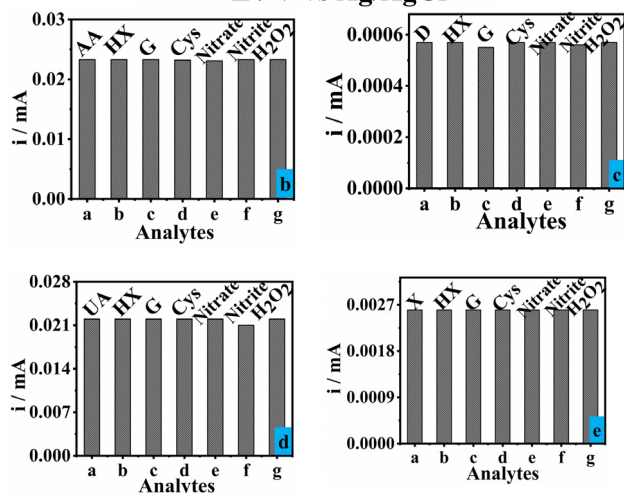 AA HX G Cys Nitrate Nitrite H2O2
0.03
0.02
0.01
0.00
i / mA
a b c d e f g
Analytes
b
D HX G Cys Nitrate Nitrite H2O2
0.0006
0.0004
0.0002
0.0000
i / mA
a b c d e f g
Analytes
c
UA HX G Cys Nitrate Nitrite H2O2
0.028
0.021
0.014
0.007
0.000
i / mA
a b c d e f g
Analytes
d
X HX G Cys Nitrate Nitrite H2O2
0.0027
0.0018
0.0009
0.0000
i / mA
a b c d e f g
Analytes
e